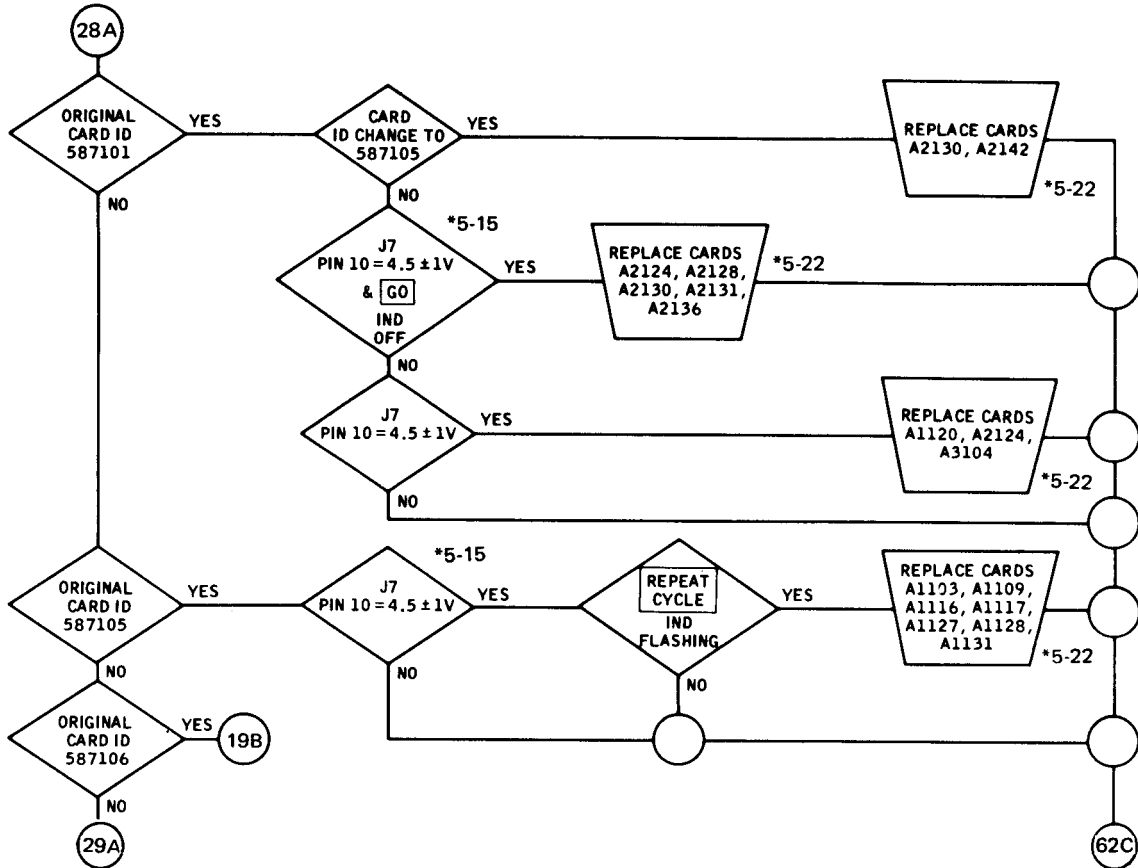 28A
ORIGINAL
CARD ID
587101
YES
NO
CARD
ID CHANGE TO
587105
YES
NO
REPLACE CARDS
A2130, A2142
*5-22
*5-15
J7
PIN 10 = 4.5 ± 1V
& GO
IND
OFF
YES
NO
REPLACE CARDS
A2124, A2128,
A2130, A2131,
A2136
*5-22
J7
PIN 10 = 4.5 ± 1V
YES
NO
REPLACE CARDS
A1120, A2124,
A3104
*5-22
ORIGINAL
CARD ID
587105
YES
NO
*5-15
J7
PIN 10 = 4.5 ± 1V
YES
NO
REPEAT
CYCLE
IND
FLASHING
YES
NO
REPLACE CARDS
A1103, A1109,
A1116, A1117,
A1127, A1128,
A1131
*5-22
ORIGINAL
CARD ID
587106
YES
19B
NO
29A
62C